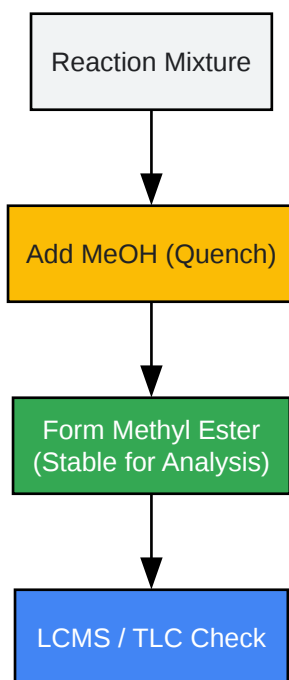 Reaction Mixture
Add MeOH (Quench)
Form Methyl Ester
(Stable for Analysis)
LCMS / TLC Check